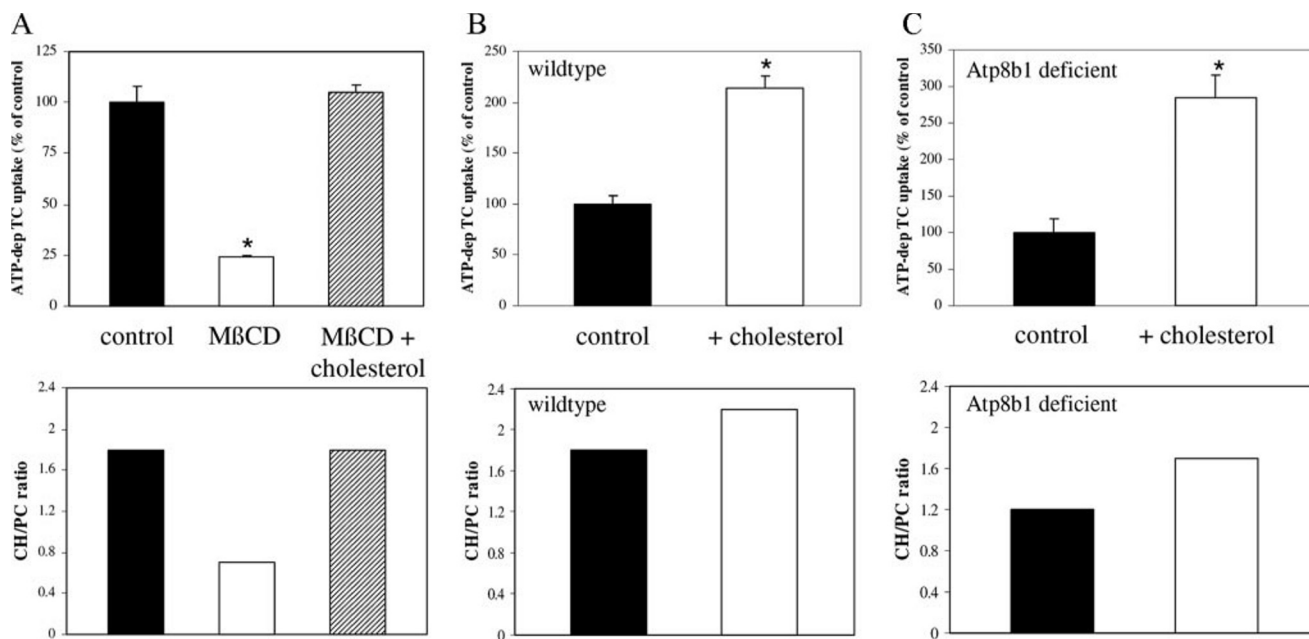 A
ATP-dep TC uptake (% of control)
125
100
75
50
25
0
*
control
MßCD
MßCD +
cholesterol
CH/PC ratio
2.4
2
1.6
1.2
0.8
0.4
0
B
ATP-dep TC uptake (% of control)
250
200
150
100
50
0
wildtype
*
control
+ cholesterol
CH/PC ratio
2.4
2
1.6
1.2
0.8
0.4
0
wildtype
C
ATP-dep TC uptake (% of control)
350
300
250
200
150
100
50
0
Atp8b1 deficient
*
control
+ cholesterol
CH/PC ratio
2.4
2
1.6
1.2
0.8
0.4
0
Atp8b1 deficient